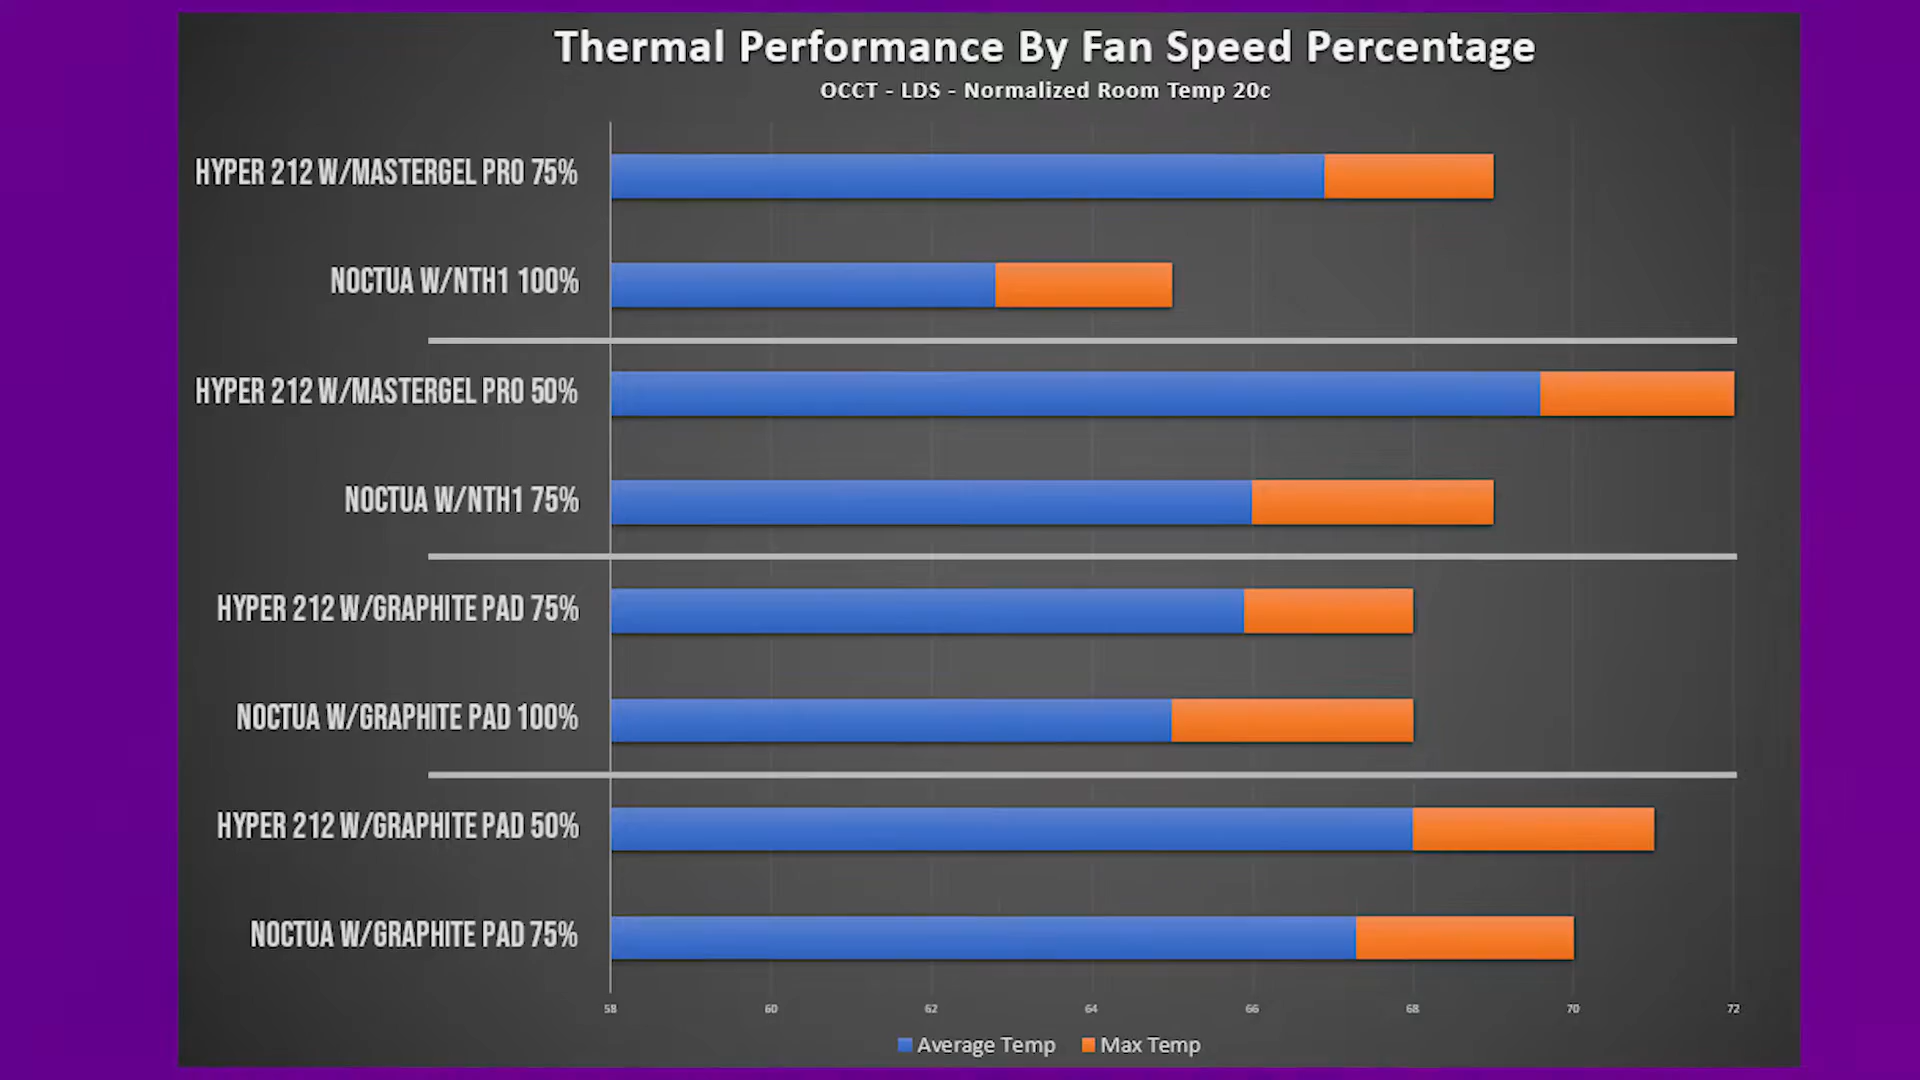 Thermal Performance By Fan Speed Percentage
OCCT - LDS - Normalized Room Temp 20c
HYPER 212 W/MASTERGEL PRO 75%
NOCTUA W/NTH1 100%
HYPER 212 W/MASTERGEL PRO 50%
NOCTUA W/NTH1 75%
HYPER 212 W/GRAPHITE PAD 75%
NOCTUA W/GRAPHITE PAD 100%
HYPER 212 W/GRAPHITE PAD 50%
NOCTUA W/GRAPHITE PAD 75%
58 60 62 64 66 68 70 72
Average Temp Max Temp